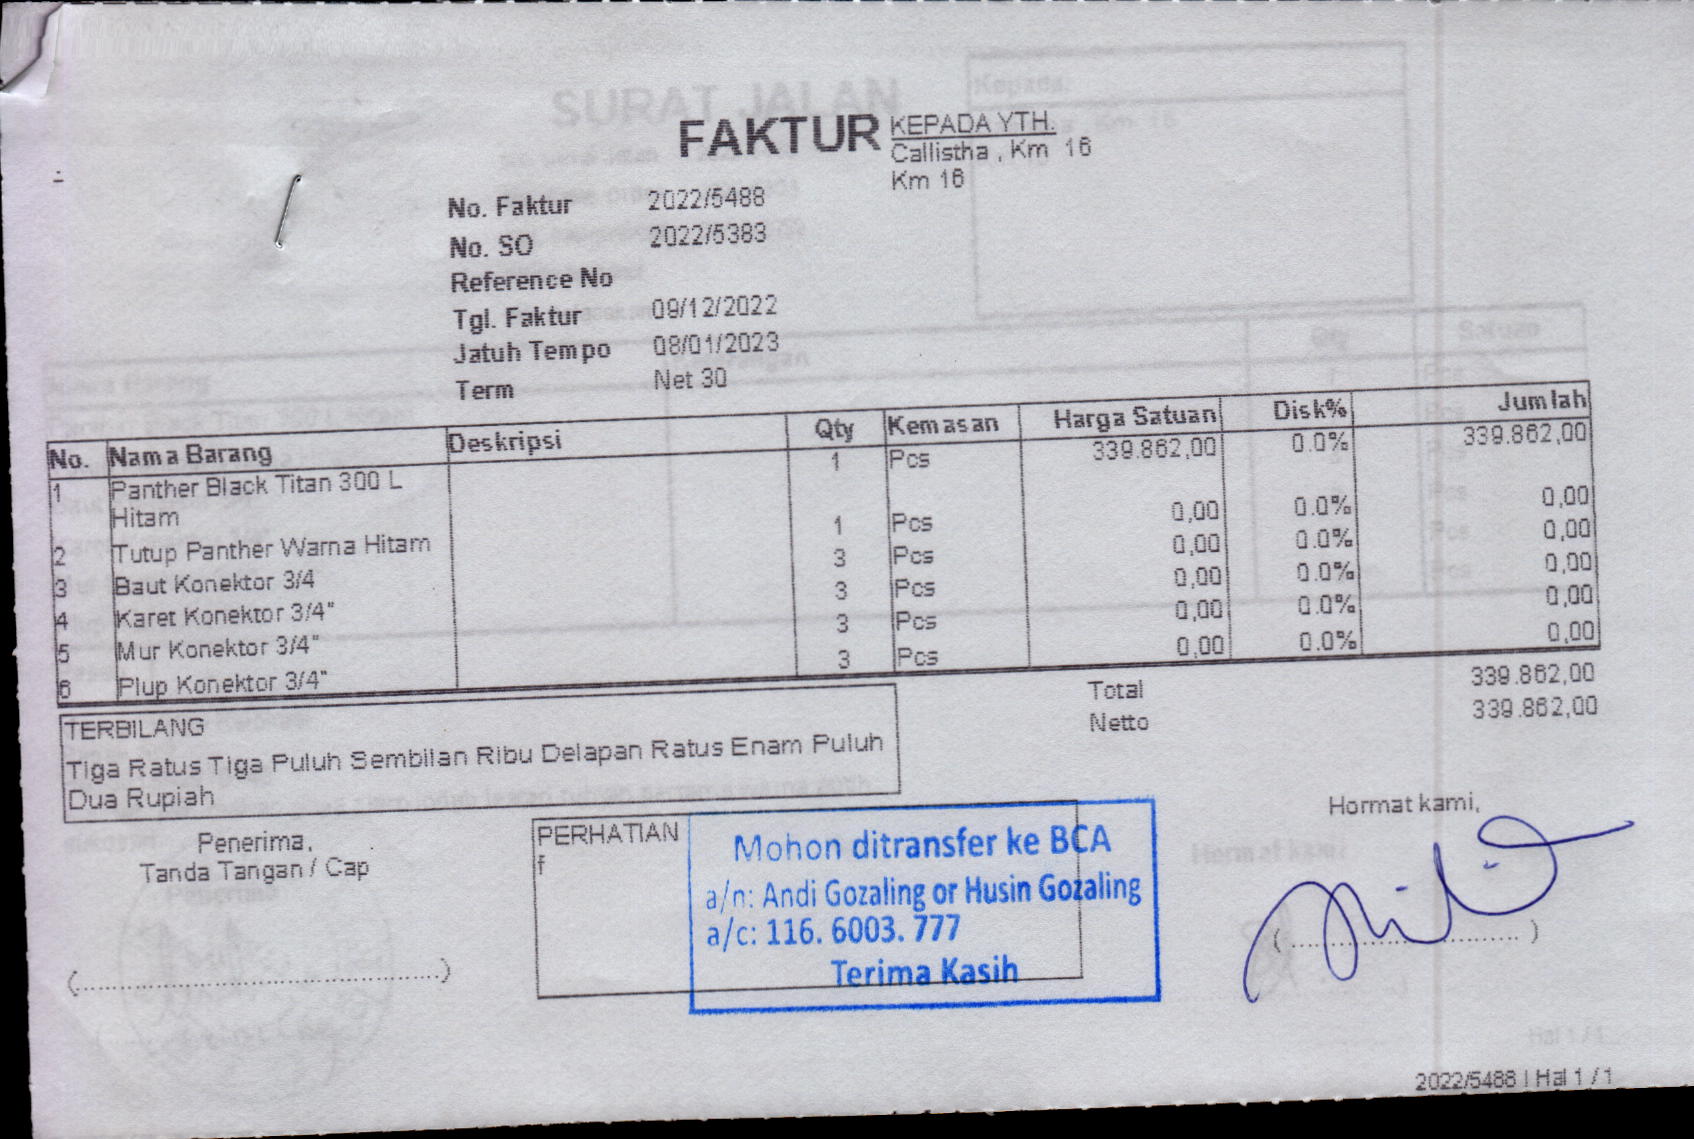 FAKTUR
KEPADA YTH.
Callistha , Km 16
Km 16
No. Faktur 2022/5488
No. SO 2022/5383
Reference No
Tgl. Faktur 09/12/2022
Jatuh Tempo 08/01/2023
Term Net 30
No. Nama Barang Deskripsi Qty Kemasan Harga Satuan Disk% Jumlah
1 Panther Black Titan 300 L Hitam 1 Pcs 339.862,00 0.0% 339.862,00
2 Tutup Panther Warna Hitam 1 Pcs 0,00 0.0% 0,00
3 Baut Konektor 3/4 3 Pcs 0,00 0.0% 0,00
4 Karet Konektor 3/4" 3 Pcs 0,00 0.0% 0,00
5 Mur Konektor 3/4" 3 Pcs 0,00 0.0% 0,00
6 Plup Konektor 3/4" 3 Pcs 0,00 0.0% 0,00
Total 339.862,00
Netto 339.862,00
TERBILANG
Tiga Ratus Tiga Puluh Sembilan Ribu Delapan Ratus Enam Puluh
Dua Rupiah
Penerima,
Tanda Tangan / Cap
(........................................)
PERHATIAN
f
Mohon ditransfer ke BCA
a/n: Andi Gozaling or Husin Gozaling
a/c: 116. 6003. 777
Terima Kasih
Hormat kami,
(............................)
2022/5488 | Hal 1 / 1